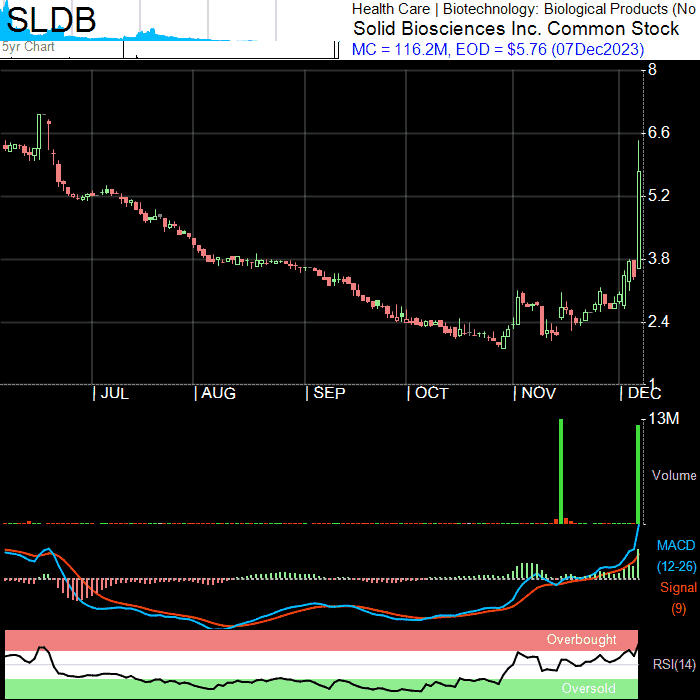 SLDB
Health Care | Biotechnology: Biological Products (No
Solid Biosciences Inc. Common Stock
5yr Chart
MC = 116.2M, EOD = $5.76 (07Dec2023)
8
6.6
5.2
3.8
2.4
1
| JUL | AUG | SEP | OCT | NOV | DEC
13M
Volume
MACD
(12-26)
Signal
(9)
Overbought
RSI(14)
Oversold